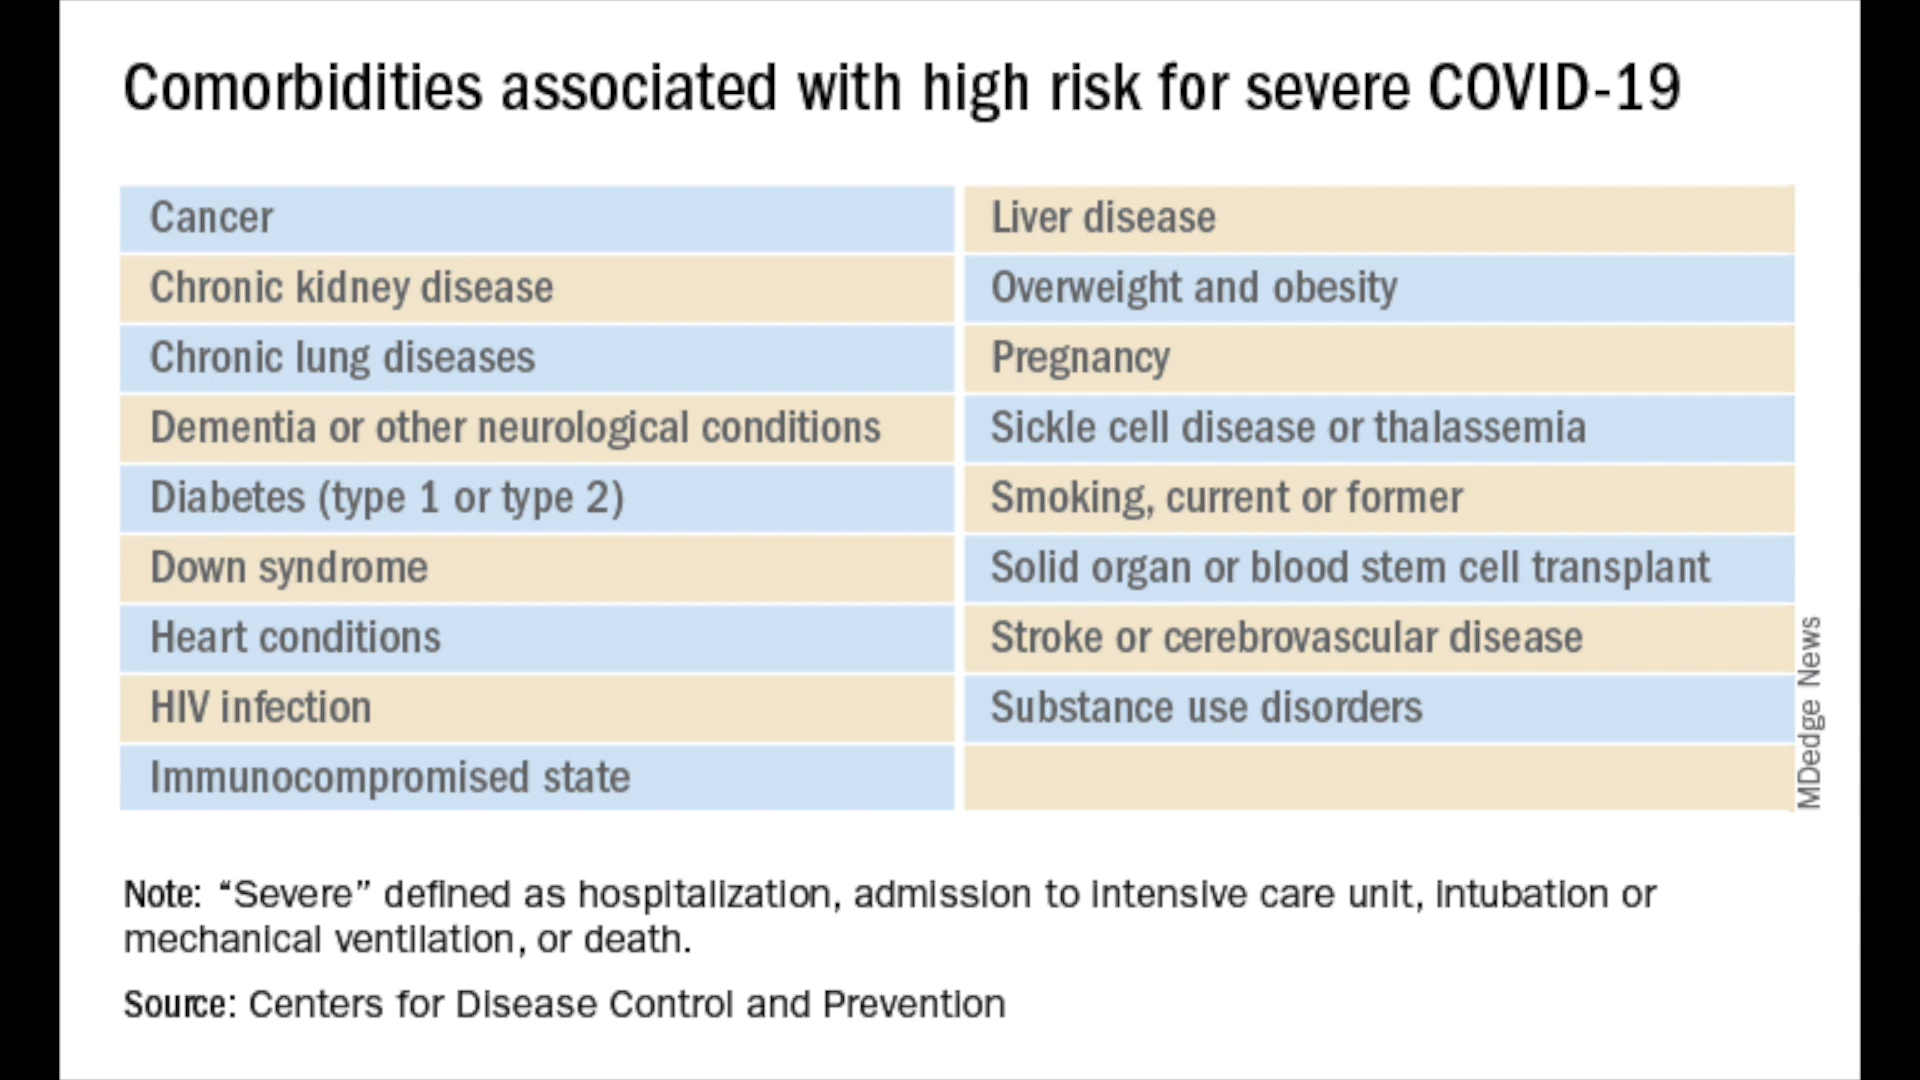 Comorbidities associated with high risk for severe COVID-19
Cancer
Chronic kidney disease
Chronic lung diseases
Dementia or other neurological conditions
Diabetes (type 1 or type 2)
Down syndrome
Heart conditions
HIV infection
Immunocompromised state
Liver disease
Overweight and obesity
Pregnancy
Sickle cell disease or thalassemia
Smoking, current or former
Solid organ or blood stem cell transplant
Stroke or cerebrovascular disease
Substance use disorders
MDedge News
Note: “Severe” defined as hospitalization, admission to intensive care unit, intubation or
mechanical ventilation, or death.
Source: Centers for Disease Control and Prevention